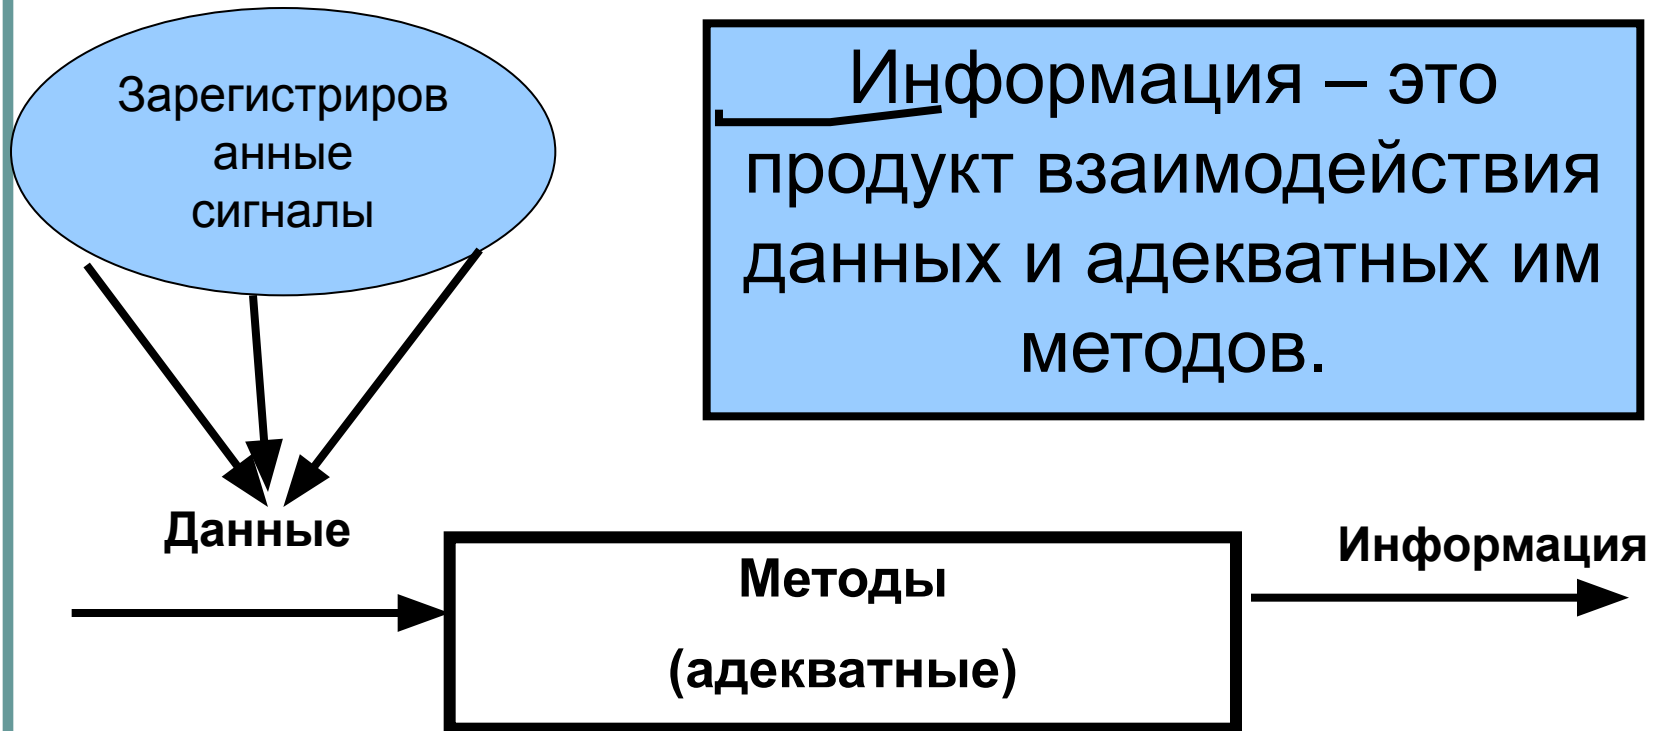 Зарегистриров
анные
сигналы
Информация – это
продукт взаимодействия
данных и адекватных им
методов.
Данные
Методы
(адекватные)
Информация